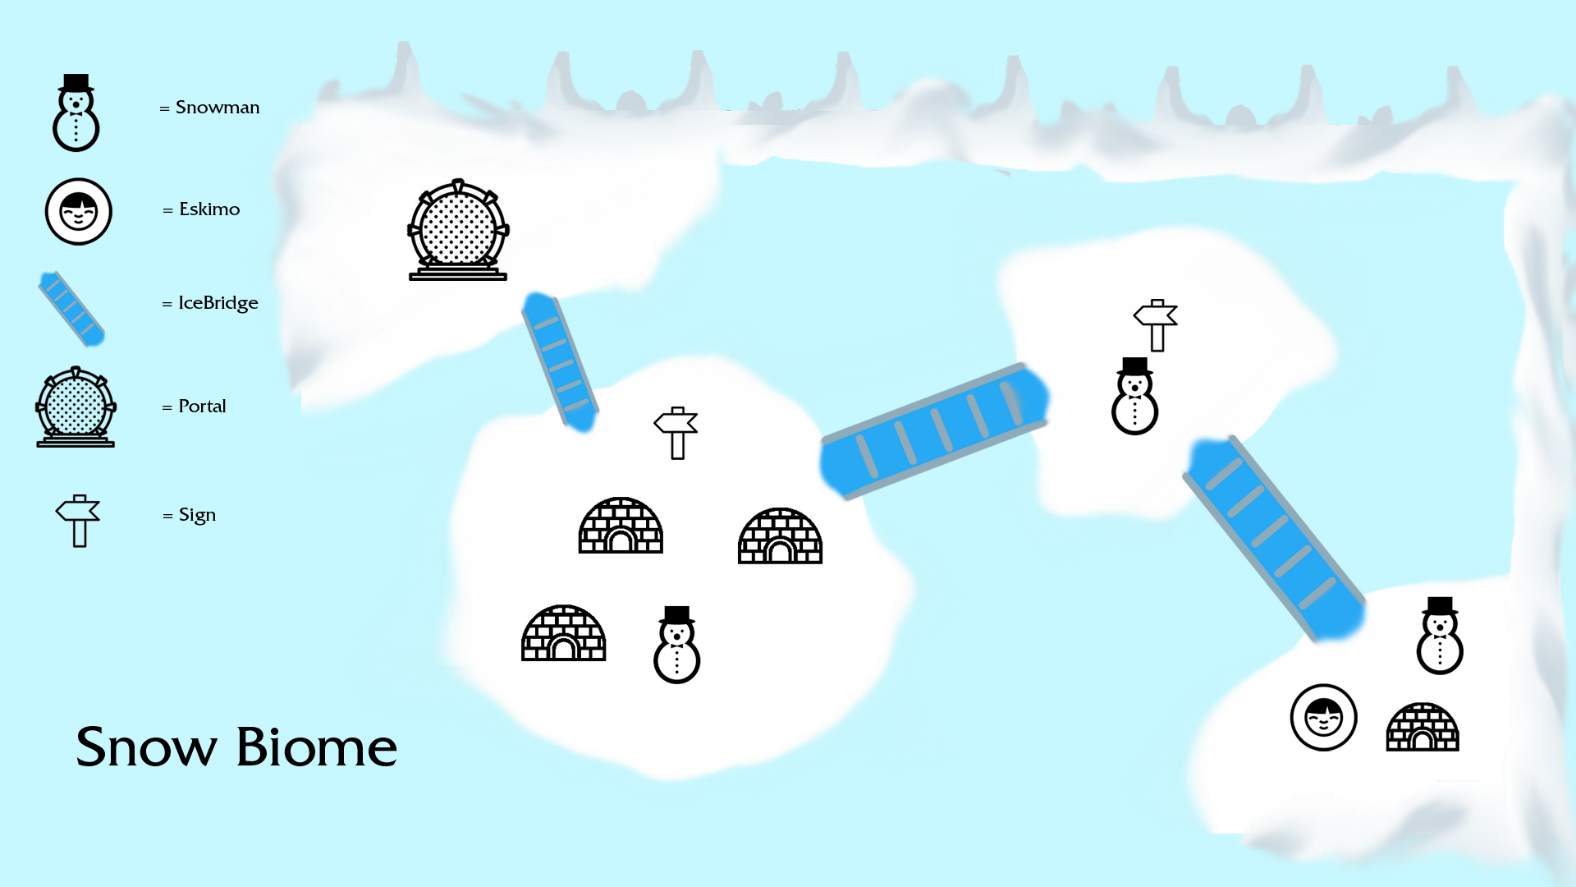 = Snowman
= Eskimo
= IceBridge
= Portal
= Sign
Snow Biome